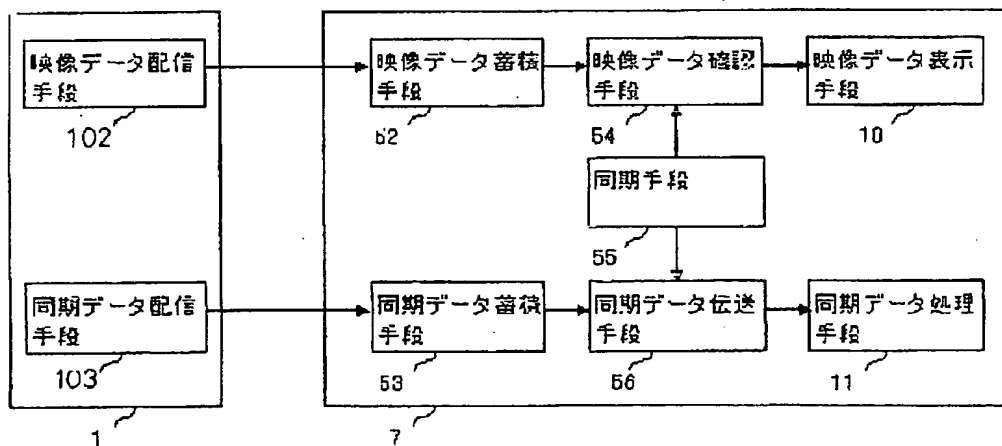 映像データ配信
手段
102
映像データ蓄積
手段
52
映像データ確認
手段
54
映像データ表示
手段
10
同期手段
55
同期データ配信
手段
103
同期データ蓄積
手段
53
同期データ伝送
手段
56
同期データ処理
手段
11
1
7